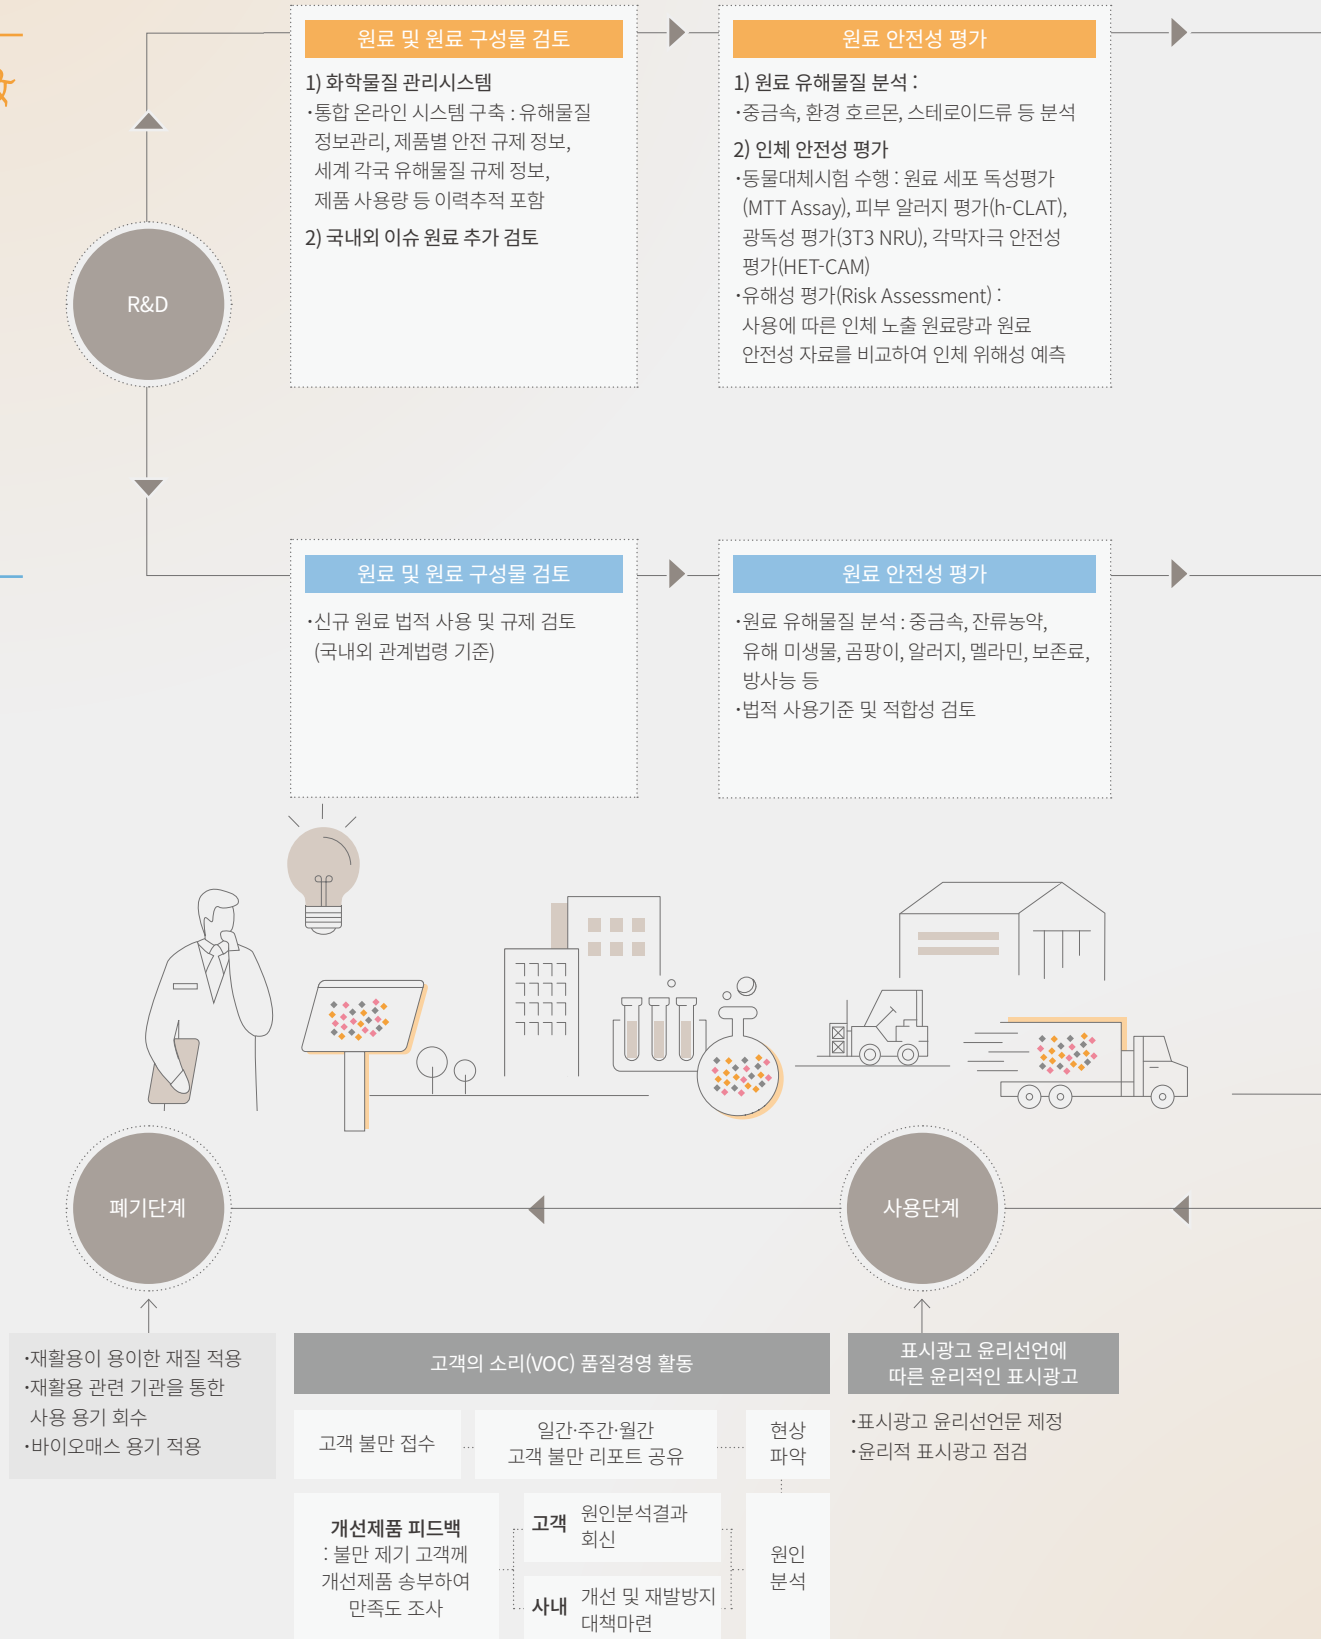 &
R&D
원료 및 원료 구성물 검토
1) 화학물질 관리시스템
·통합 온라인 시스템 구축 : 유해물질
정보관리, 제품별 안전 규제 정보,
세계 각국 유해물질 규제 정보,
제품 사용량 등 이력추적 포함
2) 국내외 이슈 원료 추가 검토
원료 안전성 평가
1) 원료 유해물질 분석 :
·중금속, 환경 호르몬, 스테로이드류 등 분석
2) 인체 안전성 평가
·동물대체시험 수행 : 원료 세포 독성평가
(MTT Assay), 피부 알러지 평가(h-CLAT),
광독성 평가(3T3 NRU), 각막자극 안전성
평가(HET-CAM)
·유해성 평가(Risk Assessment) :
사용에 따른 인체 노출 원료량과 원료
안전성 자료를 비교하여 인체 위해성 예측
원료 및 원료 구성물 검토
·신규 원료 법적 사용 및 규제 검토
(국내외 관계법령 기준)
원료 안전성 평가
·원료 유해물질 분석 : 중금속, 잔류농약,
유해 미생물, 곰팡이, 알러지, 멜라민, 보존료,
방사능 등
·법적 사용기준 및 적합성 검토
폐기단계
사용단계
·재활용이 용이한 재질 적용
·재활용 관련 기관을 통한
사용 용기 회수
·바이오매스 용기 적용
고객의 소리(VOC) 품질경영 활동
고객 불만 접수
일간·주간·월간
고객 불만 리포트 공유
현상
파악
개선제품 피드백
: 불만 제기 고객께
개선제품 송부하여
만족도 조사
고객
원인분석결과
회신
사내
개선 및 재발방지
대책마련
원인
분석
표시광고 윤리선언에
따른 윤리적인 표시광고
·표시광고 윤리선언문 제정
·윤리적 표시광고 점검